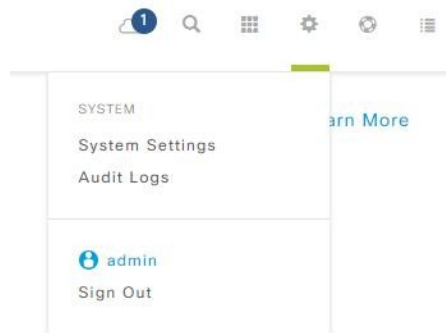 1
SYSTEM
arn More
System Settings
Audit Logs
admin
Sign Out